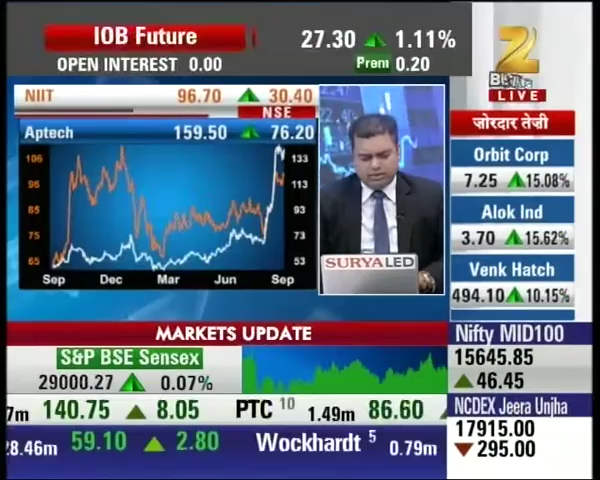 IOB Future
27.30 1.11%
OPEN INTEREST 0.00
Prem 0.20
Z
LIVE
NIIT 96.70 30.40
NSE
Aptech 159.50 76.20
106 133
96 113
85 93
75 73
65 53
Sep Dec Mar Jun Sep
SURYA LED
ज़ोरदार तेज़ी
Orbit Corp
7.25 15.08%
Alok Ind
3.70 15.62%
Venk Hatch
494.10 10.15%
MARKETS UPDATE
S&P BSE Sensex
29000.27 0.07%
Nifty MID100
15645.85
46.45
7m 140.75 8.05 PTC 10 1.49m 86.60
NCDEX Jeera Unjha
17915.00
295.00
28.46m 59.10 2.80 Wockhardt 5 0.79m